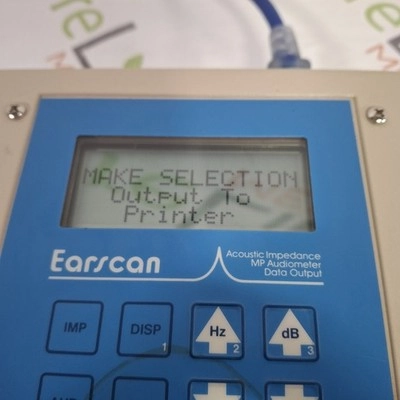 MAKE SELECTION
Output To
Printer
Earscan
Acoustic Impedance
MP Audiometer
Data Output
IMP
DISP 1
Hz 2
dB 3